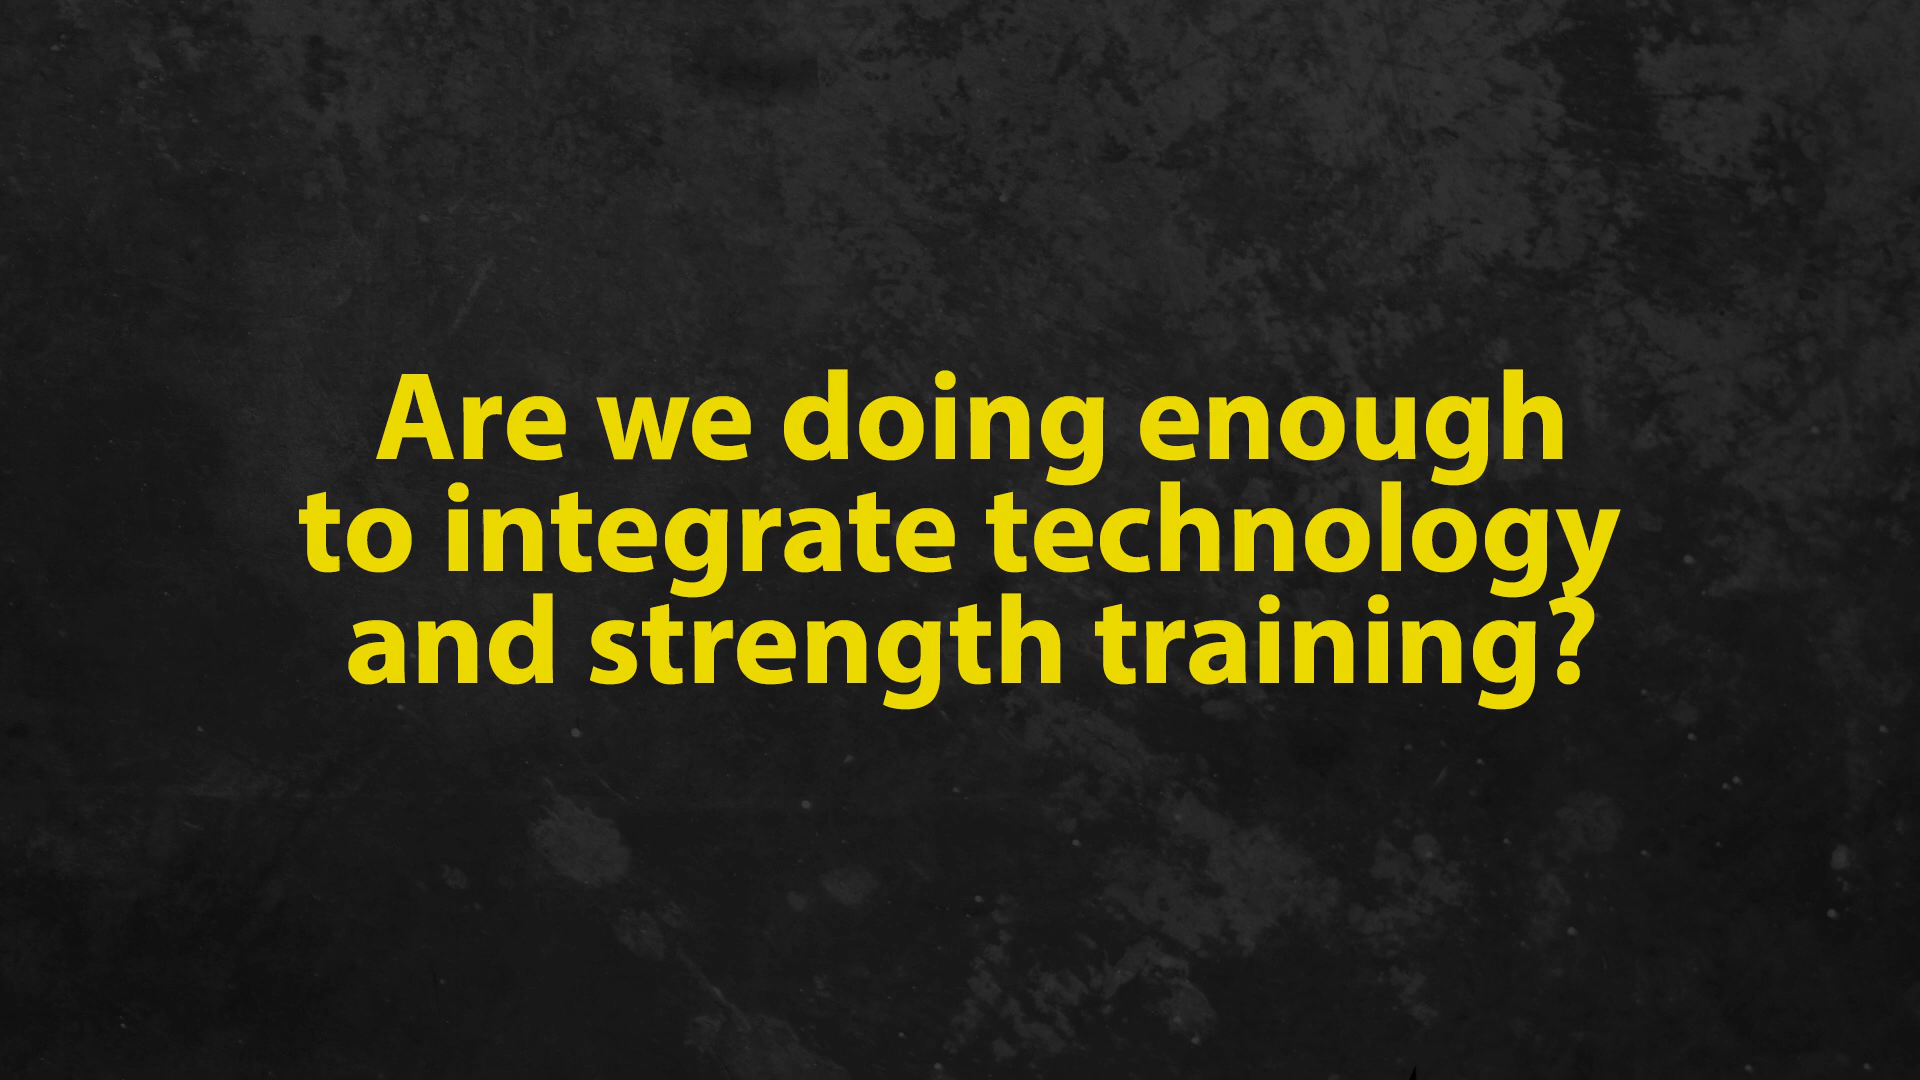 Are we doing enough
to integrate technology
and strength training?